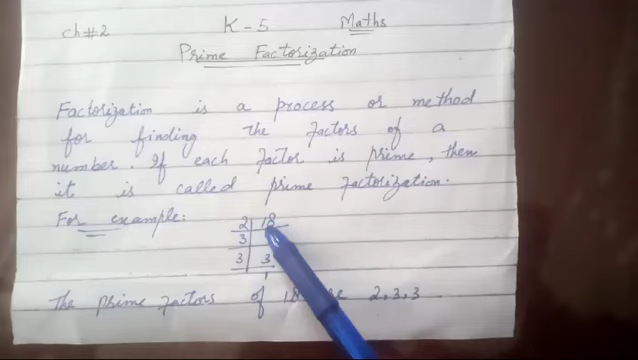 Ch#2 K-5 Maths
Prime Factorization
Factorization is a process or method
for finding the factors of a
number. If each factor is prime, then
it is called prime factorization.
For example:
2 18
3
3 3
1
The prime factors of 18 2,3,3